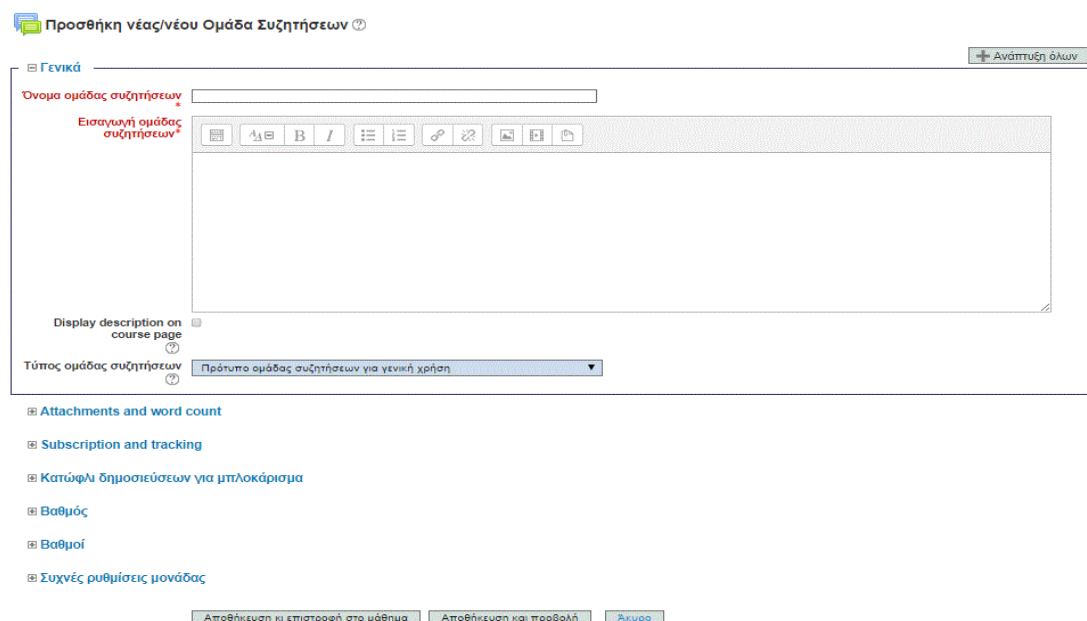 Προσθήκη νέας/νέου Ομάδα Συζητήσεων
Ανάπτυξη όλων
Γενικά
Όνομα ομάδας συζητήσεων
*
Εισαγωγή ομάδας
συζητήσεων*
Display description on
course page
Τύπος ομάδας συζητήσεων
Πρότυπο ομάδας συζητήσεων για γενική χρήση
Attachments and word count
Subscription and tracking
Κατώφλι δημοσιεύσεων για μπλοκάρισμα
Βαθμός
Βαθμοί
Συχνές ρυθμίσεις μονάδας
Αποθήκευση κι επιστροφή στο μάθημα Αποθήκευση και προβολή Άκυρο